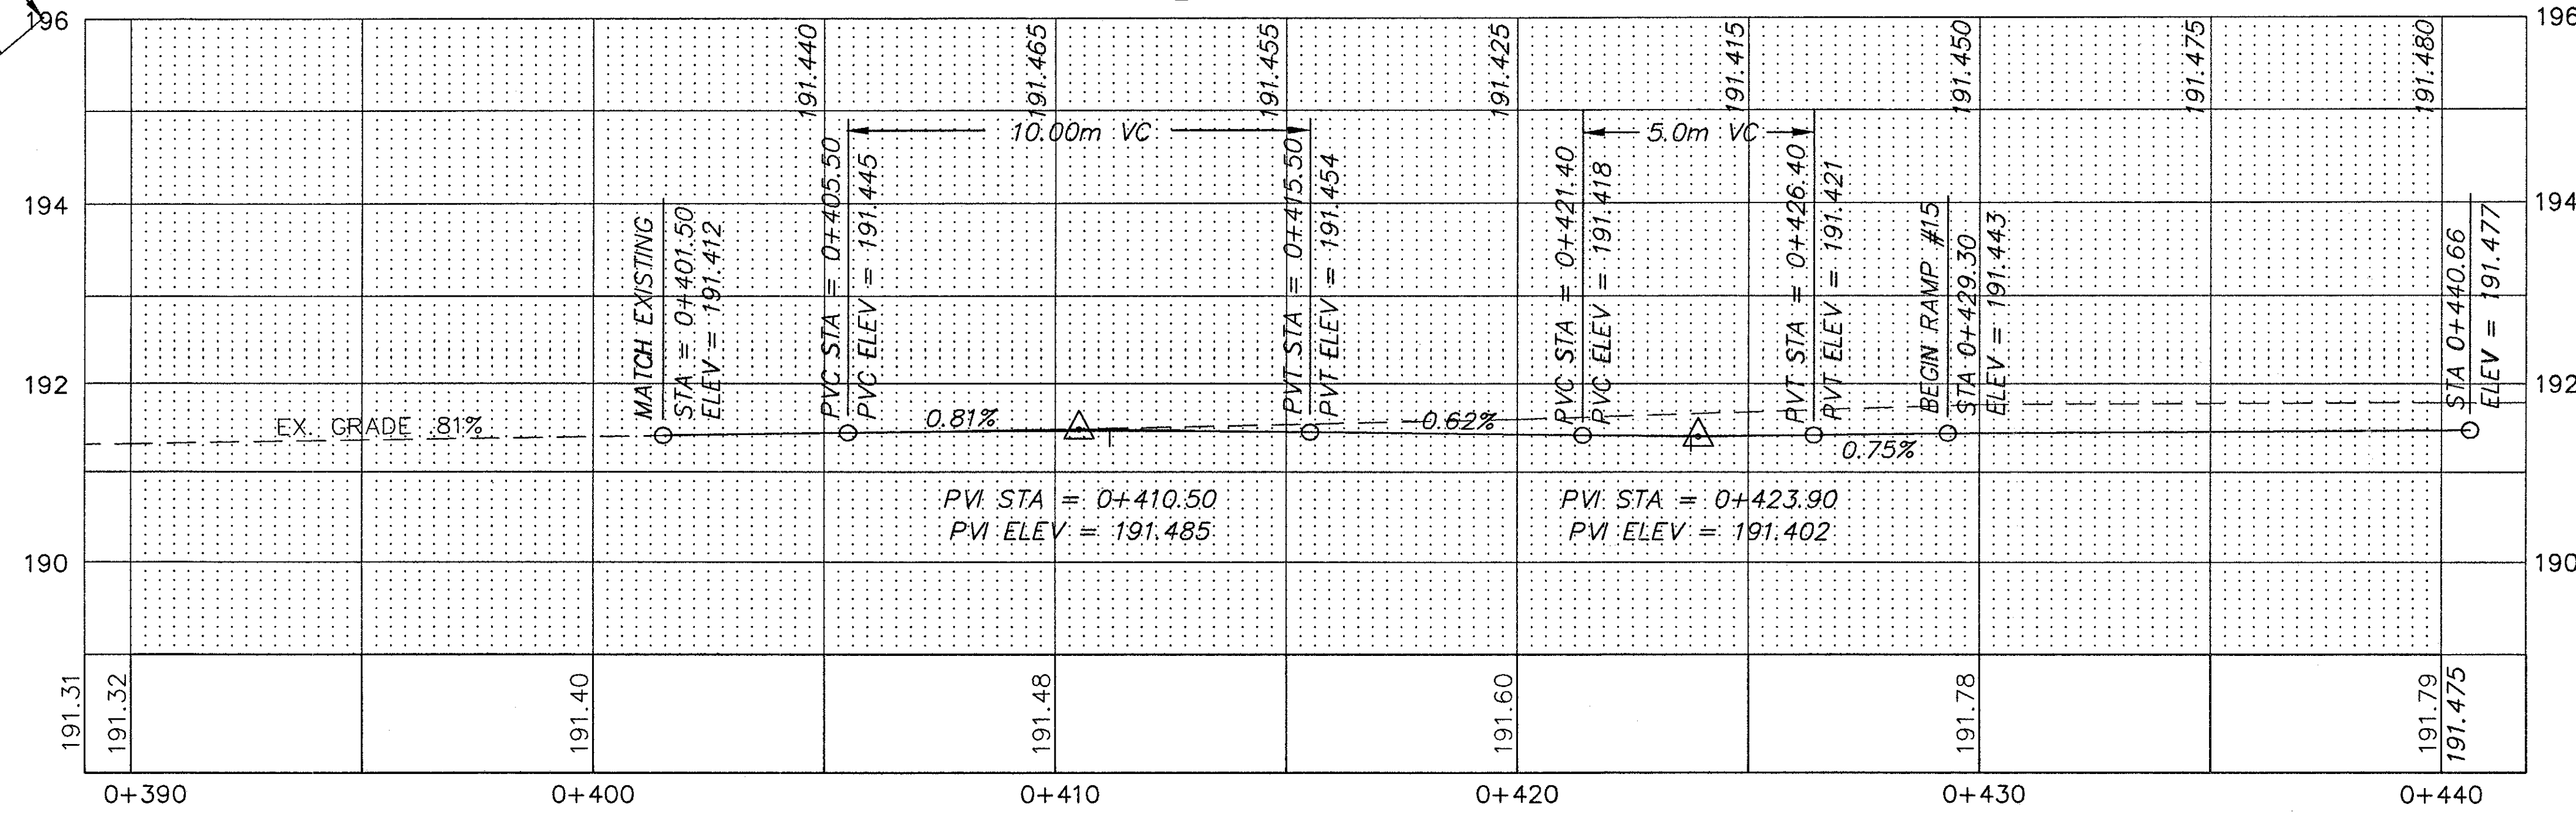 196
196
191.440
191.465
191.455
191.425
191.415
191.450
191.475
191.480
10.00m VC
5.0m VC
194
194
MATCH EXISTING
STA = 0+401.50
ELEV = 191.412
PVC STA = 0+405.50
PVC ELEV = 191.445
PVT STA = 0+415.50
PVT ELEV = 191.454
PVC STA = 0+421.40
PVC ELEV = 191.418
PVT STA = 0+426.40
PVT ELEV = 191.421
BEGIN RAMP #15
STA 0+429.30
ELEV = 191.443
STA 0+440.66
ELEV = 191.477
192
192
EX. GRADE .81%
0.81%
-0.62%
0.75%
PVI STA = 0+410.50
PVI ELEV = 191.485
PVI STA = 0+423.90
PVI ELEV = 191.402
190
190
191.31
191.32
191.40
191.48
191.60
191.78
191.79
191.475
0+390
0+400
0+410
0+420
0+430
0+440